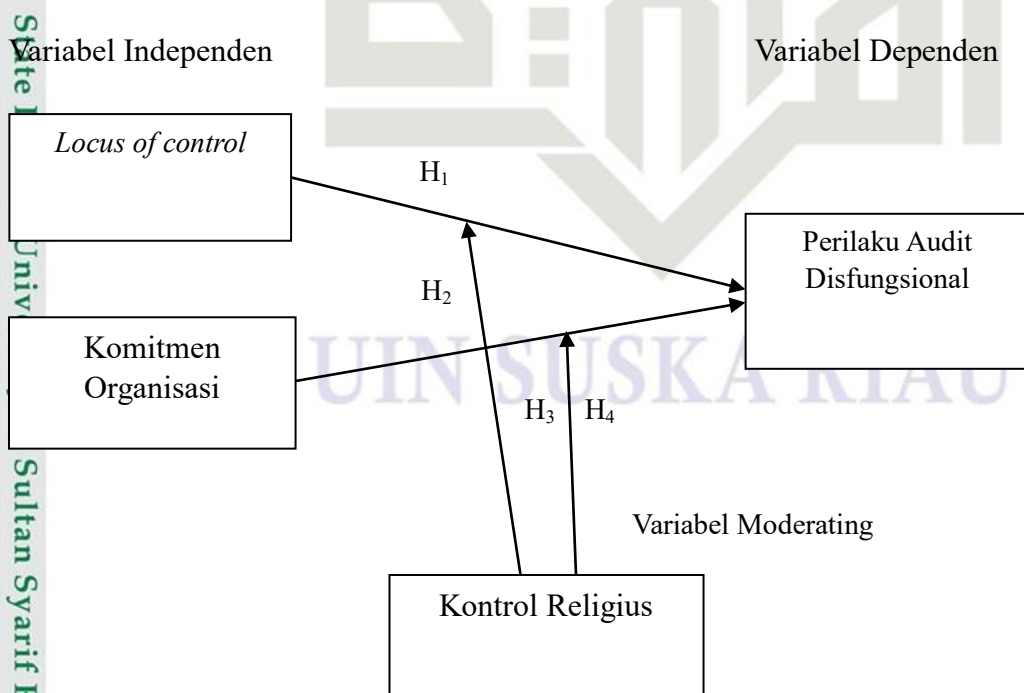 Variabel Independen
Variabel Dependen
Locus of control
H₁
Perilaku Audit
Disfungsional
H₂
Komitmen
Organisasi
UIN SUSKA RIAU
H₃
H₄
Variabel Moderating
Kontrol Religius
State
Univ
Sultan Syarif